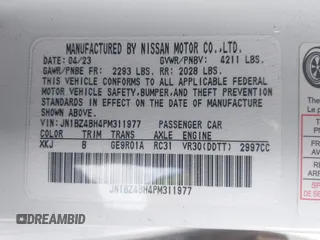 MANUFACTURED BY NISSAN MOTOR CO.,LTD.
DATE: 04/23 GVWR/PNBV: 4211 LBS.
GAWR/PNBE FR: 2293 LBS. RR: 2028 LBS.
THIS VEHICLE CONFORMS TO ALL APPLICABLE FEDERAL
MOTOR VEHICLE SAFETY,BUMPER,AND THEFT PREVENTION
STANDARDS IN EFFECT ON THE DATE OF MANUFACTURE
SHOWN ABOVE.
VIN: JN1BZ4BH4PM311977 PASSENGER CAR
COLOR TRIM TRANS AXLE ENGINE
XKJ B GE9R01A RC31 VR30(DDTT) 2997CC
JN1BZ4BH4PM311977
DREAMBID
DREAMBID.COM